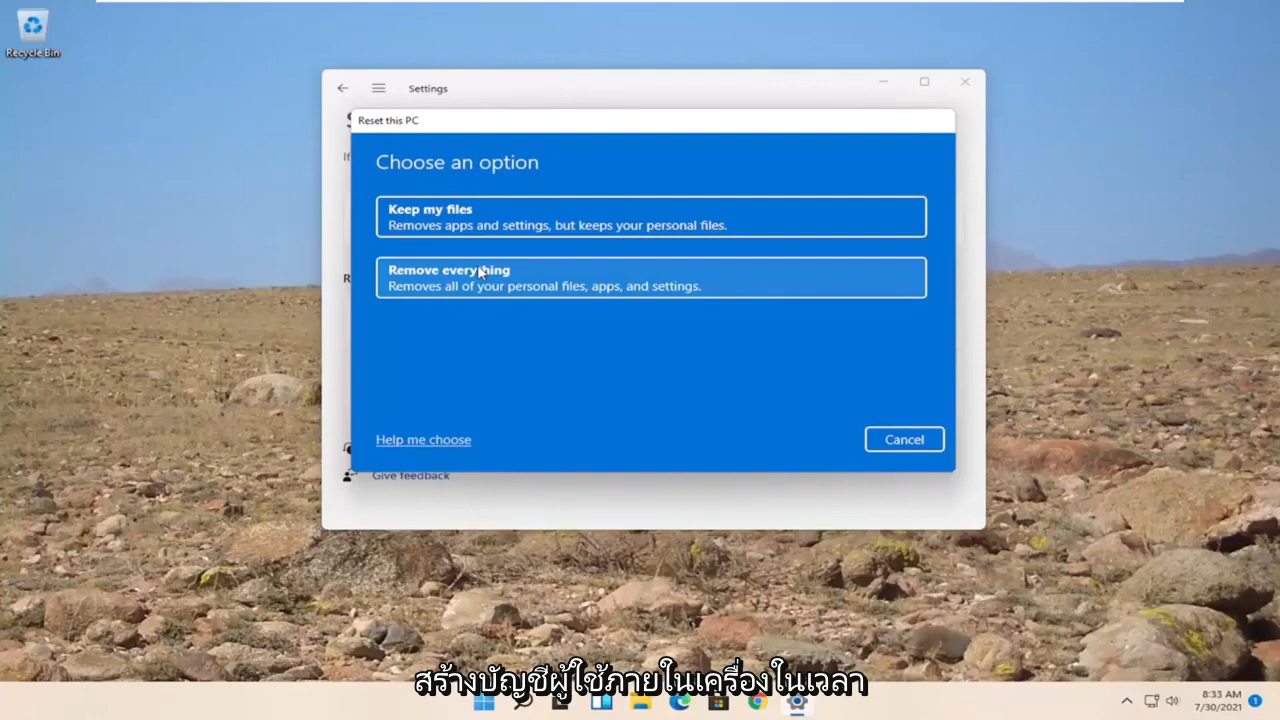 Recycle Bin
Settings
Reset this PC
Choose an option
Keep my files
Removes apps and settings, but keeps your personal files.
Remove everything
Removes all of your personal files, apps, and settings.
Help me choose
Cancel
Give feedback
สร้างบัญชีผู้ใช้ภายในเครื่องในเวลา
8:33 AM
7/30/2021
1